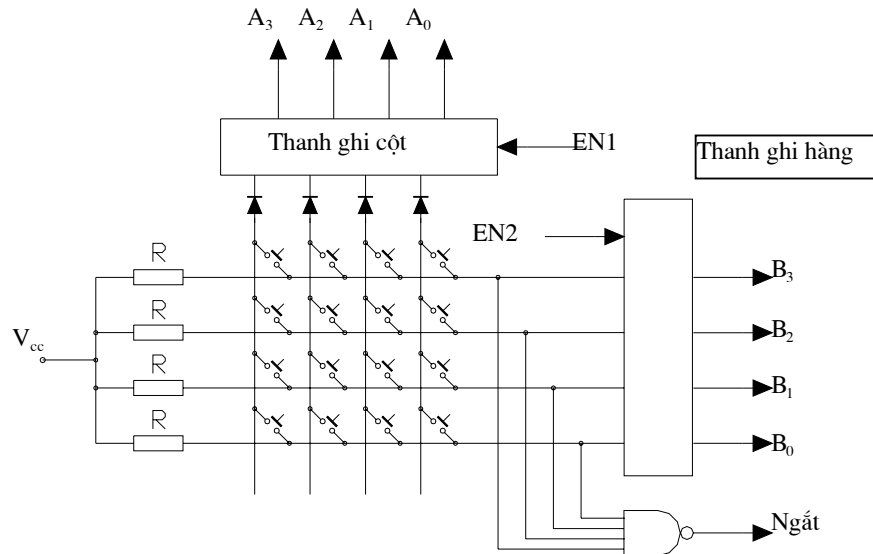 A3 A2 A1 A0
Thanh ghi cột
EN1
Thanh ghi hàng
EN2
R
B3
Vcc
R
B2
R
B1
R
B0
Ngắt